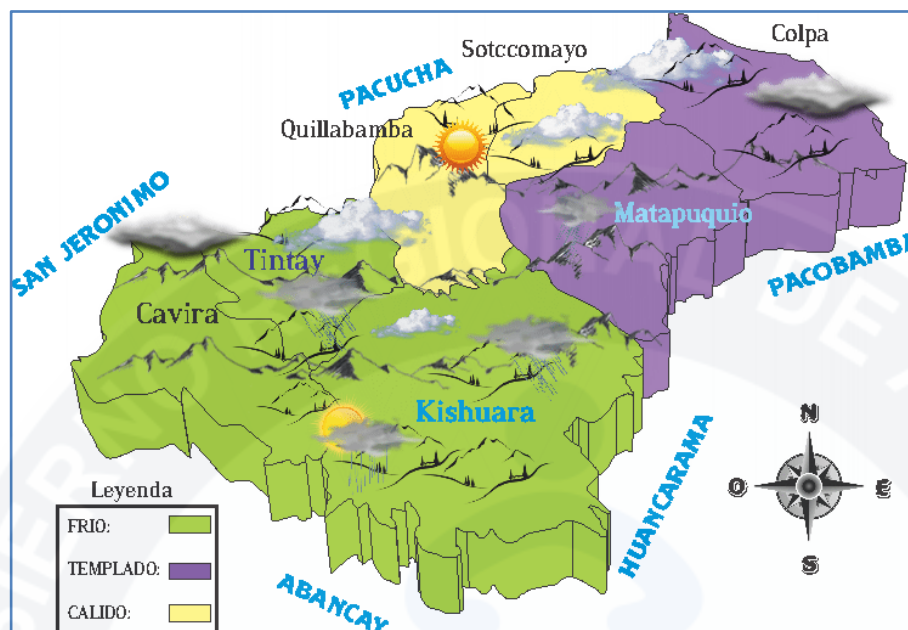 Colpa
Sotccomayo
PACUCHA
Quillabamba
SAN JERONIMO
Tintay
Matapuquio
PACOBAMBA
Cavira
Kishuara
HUANCARAMA
ABANCAY
N
O
E
S
Leyenda
FRIO:
TEMPLADO:
CALIDO: